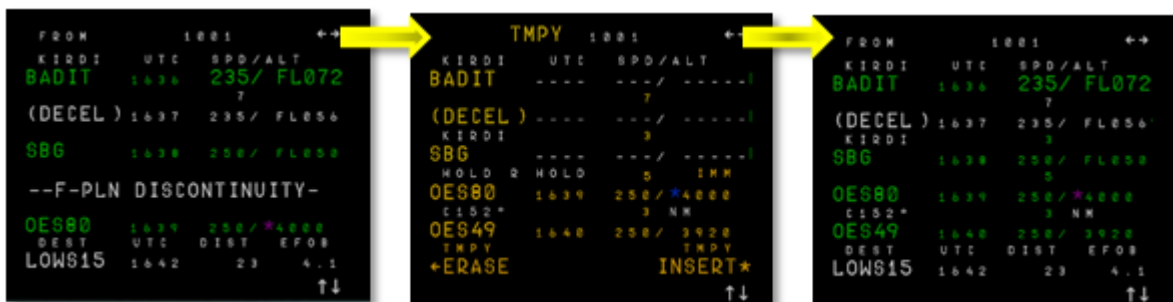 FROM 1001 ←→
KIRDI UTC SPD/ALT
BADIT 1636 235/ FL072
7
(DECEL) 1637 235/ FL056
SBG 1638 250/ FL050
--F-PLN DISCONTINUITY-
OES80 1639 250/ *4000
DEST UTC DIST EFOB
LOWS15 1642 23 4.1
↑↓
TMPY 1001 ←→
KIRDI UTC SPD/ALT
BADIT ---- ---/ -----
7
(DECEL) ---- ---/ -----
KIRDI 3
SBG ---- ---/ -----
HOLD R HOLD 5 IMM
OES80 1639 250/ *4000
C152° 3 NM
OES49 1640 250/ 3920
TMPY TMPY
←ERASE INSERT*
↑↓
FROM 1001 ←→
KIRDI UTC SPD/ALT
BADIT 1636 235/ FL072
7
(DECEL) 1637 235/ FL056
KIRDI 3
SBG 1638 250/ FL050
5
OES80 1639 250/ *4000
C152° 3 NM
OES49 1640 250/ 3920
DEST UTC DIST EFOB
LOWS15 1642 23 4.1
↑↓